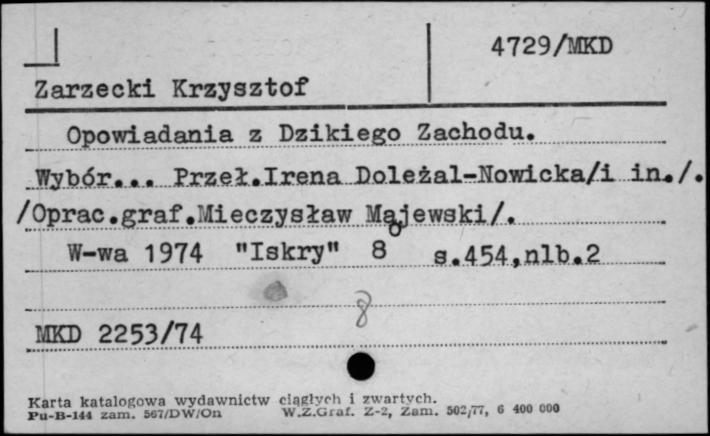 4729/MKD
Zarzecki Krzysztof
Opowiadania z Dzikiego Zachodu.
Wybór... Przeł.Irena Doleżal-Nowicka/i in./.
/Oprac.graf.Mieczysław Majewski/.
W-wa 1974 "Iskry" 8° s.454,nlb.2
8
MKD 2253/74
Karta katalogowa wydawnictw ciągłych i zwartych.
Pu-B-144 zam. 567/DW/On W.Z.Graf. Z-2, Zam. 502/77, 6 400 000